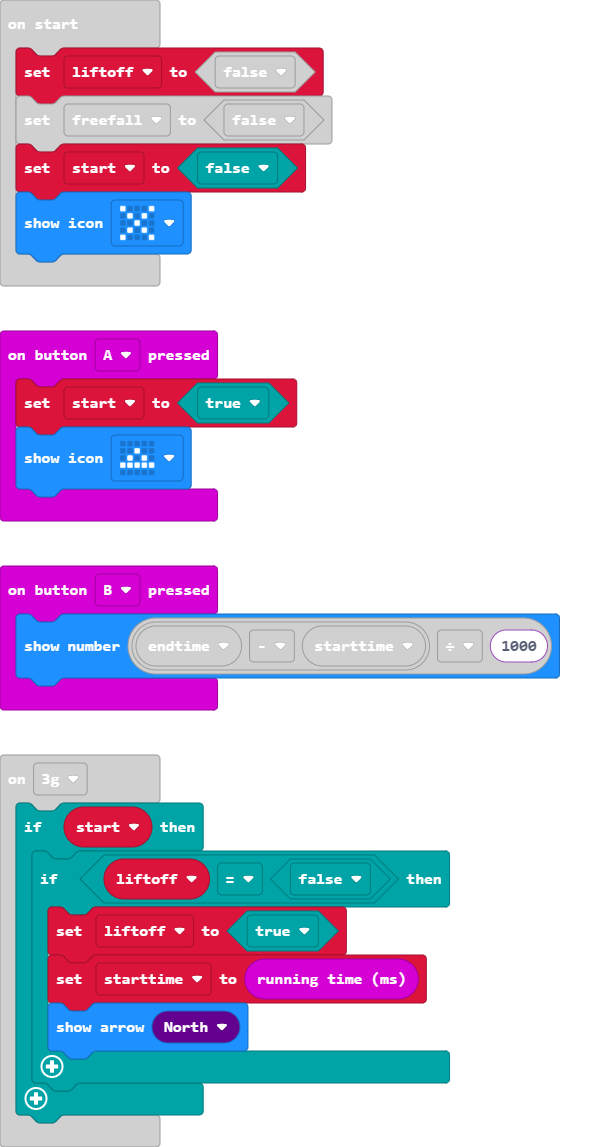 on start
set liftoff to false
set freefall to false
set start to false
show icon
on button A pressed
set start to true
show icon
on button B pressed
show number endtime - starttime ÷ 1000
on 3g
if start then
if liftoff = false then
set liftoff to true
set starttime to running time (ms)
show arrow North